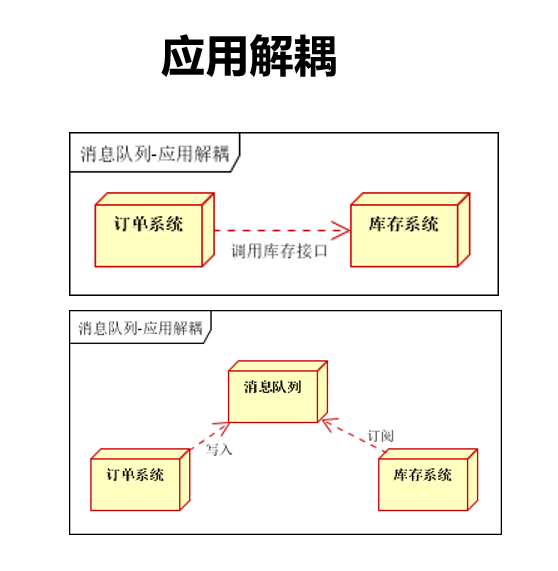 应用解耦
消息队列-应用解耦
订单系统
库存系统
调用库存接口
消息队列-应用解耦
消息队列
订阅
写入
订单系统
库存系统